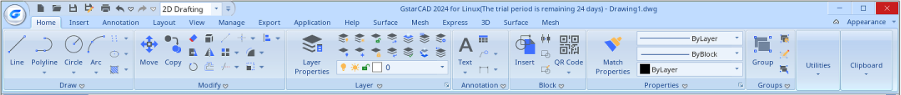 2D Drafting GstarCAD 2024 for Linux(The trial period is remaining 24 days) - Drawing1.dwg
Home Insert Annotation Layout View Manage Export Application Help Surface Mesh Express 3D Surface Mesh Appearance
Line Polyline Circle Arc Move Copy Layer Properties 0 Text Insert QR Code Match Properties ByLayer ByBlock ByLayer Group Utilities Clipboard
Draw Modify Layer Annotation Block Properties Groups